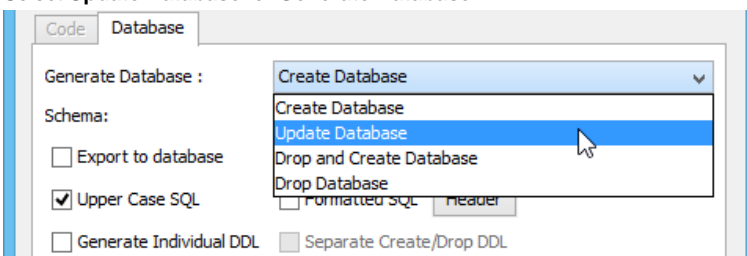 Code Database
Generate Database : Create Database
Schema: Create Database
Update Database
Export to database Drop and Create Database
Drop Database
Upper Case SQL Formatted SQL Header
Generate Individual DDL Separate Create/Drop DDL